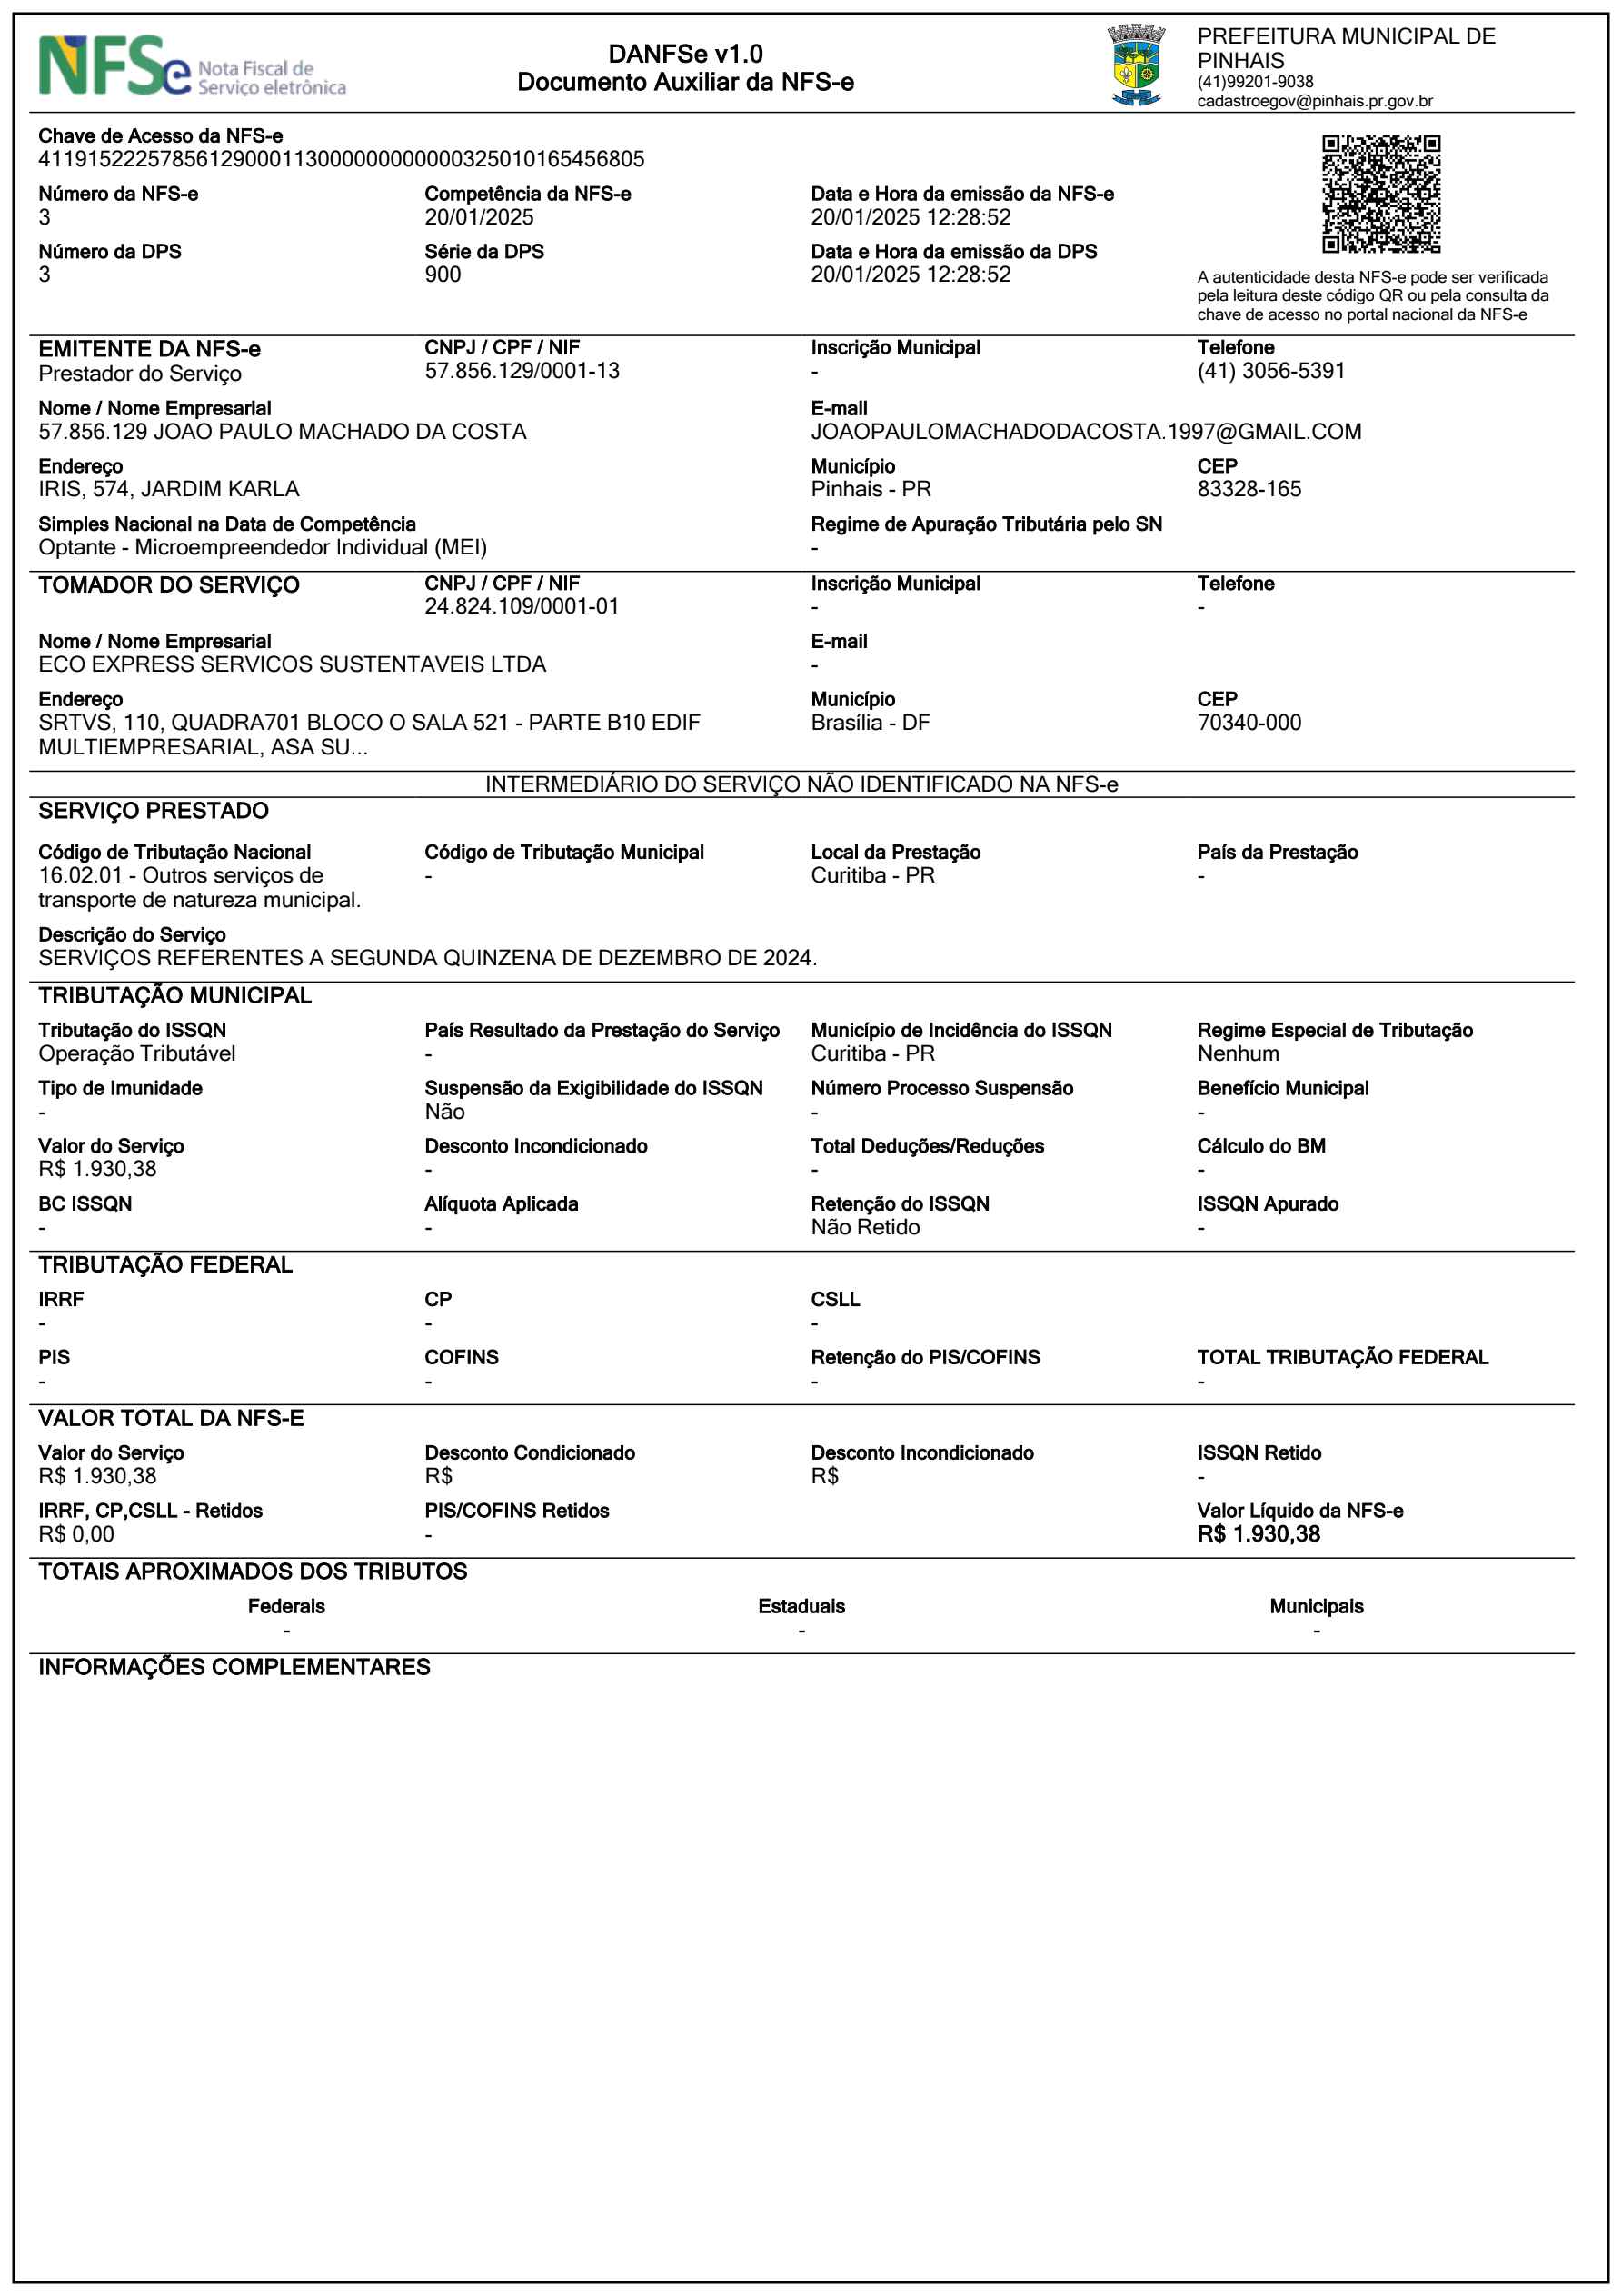 NFSe Nota Fiscal de
Serviço eletrônica
DANFSe v1.0
Documento Auxiliar da NFS-e
PREFEITURA MUNICIPAL DE
PINHAIS
(41)99201-9038
cadastroegov@pinhais.pr.gov.br
Chave de Acesso da NFS-e
41191522257856129000113000000000000325010165456805
Número da NFS-e Competência da NFS-e Data e Hora da emissão da NFS-e
3 20/01/2025 20/01/2025 12:28:52
Número da DPS Série da DPS Data e Hora da emissão da DPS
3 900 20/01/2025 12:28:52
A autenticidade desta NFS-e pode ser verificada
pela leitura deste código QR ou pela consulta da
chave de acesso no portal nacional da NFS-e
EMITENTE DA NFS-e CNPJ / CPF / NIF Inscrição Municipal Telefone
Prestador do Serviço 57.856.129/0001-13 - (41) 3056-5391
Nome / Nome Empresarial E-mail
57.856.129 JOAO PAULO MACHADO DA COSTA JOAOPAULOMACHADODACOSTA.1997@GMAIL.COM
Endereço Município CEP
IRIS, 574, JARDIM KARLA Pinhais - PR 83328-165
Simples Nacional na Data de Competência Regime de Apuração Tributária pelo SN
Optante - Microempreendedor Individual (MEI) -
TOMADOR DO SERVIÇO CNPJ / CPF / NIF Inscrição Municipal Telefone
24.824.109/0001-01 - -
Nome / Nome Empresarial E-mail
ECO EXPRESS SERVICOS SUSTENTAVEIS LTDA -
Endereço Município CEP
SRTVS, 110, QUADRA701 BLOCO O SALA 521 - PARTE B10 EDIF Brasília - DF 70340-000
MULTIEMPRESARIAL, ASA SU...
INTERMEDIÁRIO DO SERVIÇO NÃO IDENTIFICADO NA NFS-e
SERVIÇO PRESTADO
Código de Tributação Nacional Código de Tributação Municipal Local da Prestação País da Prestação
16.02.01 - Outros serviços de - Curitiba - PR -
transporte de natureza municipal.
Descrição do Serviço
SERVIÇOS REFERENTES A SEGUNDA QUINZENA DE DEZEMBRO DE 2024.
TRIBUTAÇÃO MUNICIPAL
Tributação do ISSQN País Resultado da Prestação do Serviço Município de Incidência do ISSQN Regime Especial de Tributação
Operação Tributável - Curitiba - PR Nenhum
Tipo de Imunidade Suspensão da Exigibilidade do ISSQN Número Processo Suspensão Benefício Municipal
- Não - -
Valor do Serviço Desconto Incondicionado Total Deduções/Reduções Cálculo do BM
R$ 1.930,38 - - -
BC ISSQN Alíquota Aplicada Retenção do ISSQN ISSQN Apurado
- - Não Retido -
TRIBUTAÇÃO FEDERAL
IRRF CP CSLL
- - -
PIS COFINS Retenção do PIS/COFINS TOTAL TRIBUTAÇÃO FEDERAL
- - - -
VALOR TOTAL DA NFS-E
Valor do Serviço Desconto Condicionado Desconto Incondicionado ISSQN Retido
R$ 1.930,38 R$ R$ -
IRRF, CP,CSLL - Retidos PIS/COFINS Retidos Valor Líquido da NFS-e
R$ 0,00 - R$ 1.930,38
TOTAIS APROXIMADOS DOS TRIBUTOS
Federais Estaduais Municipais
- - -
INFORMAÇÕES COMPLEMENTARES